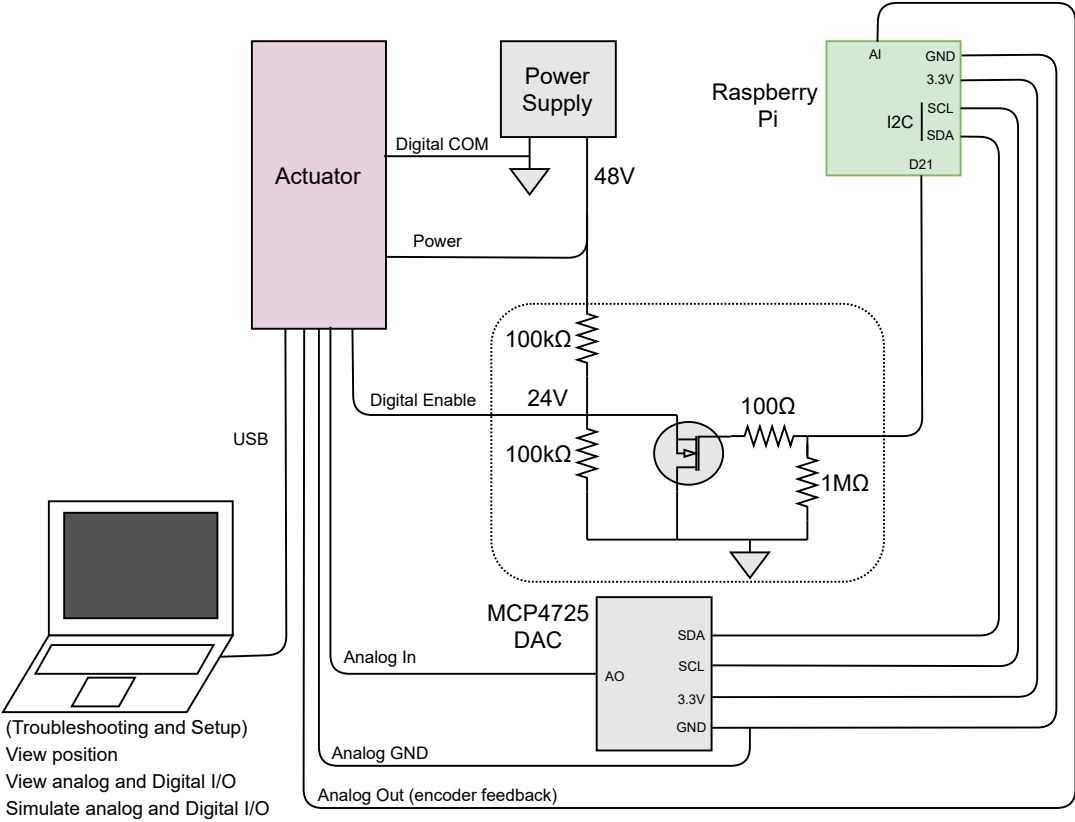 Actuator
Power
Supply
Digital COM
48V
Power
Raspberry
Pi
AI
GND
3.3V
SCL
I2C
SDA
D21
100kΩ
Digital Enable
24V
100kΩ
100Ω
1MΩ
USB
MCP4725
DAC
SDA
SCL
AO
3.3V
GND
Analog In
Analog GND
Analog Out (encoder feedback)
(Troubleshooting and Setup)
View position
View analog and Digital I/O
Simulate analog and Digital I/O